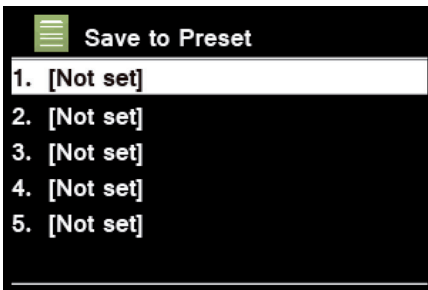 Save to Preset
1. [Not set]
2. [Not set]
3. [Not set]
4. [Not set]
5. [Not set]